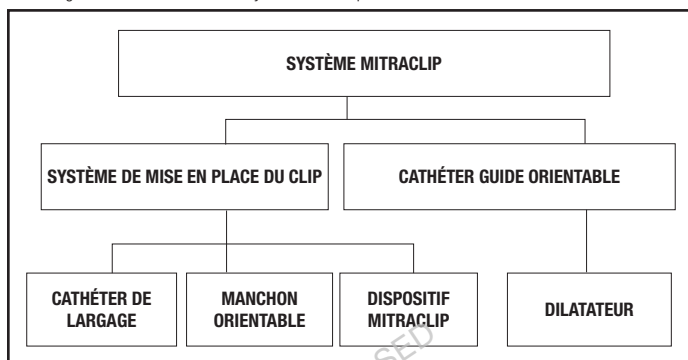 SYSTÈME MITRACLIP
SYSTÈME DE MISE EN PLACE DU CLIP
CATHÉTER GUIDE ORIENTABLE
CATHÉTER DE
LARGAGE
MANCHON
ORIENTABLE
DISPOSITIF
MITRACLIP
DILATATEUR